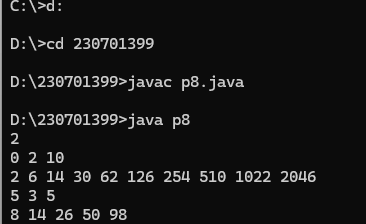 C:\>d:
D:\>cd 230701399
D:\230701399>javac p8.java
D:\230701399>java p8
2
0 2 10
2 6 14 30 62 126 254 510 1022 2046
5 3 5
8 14 26 50 98